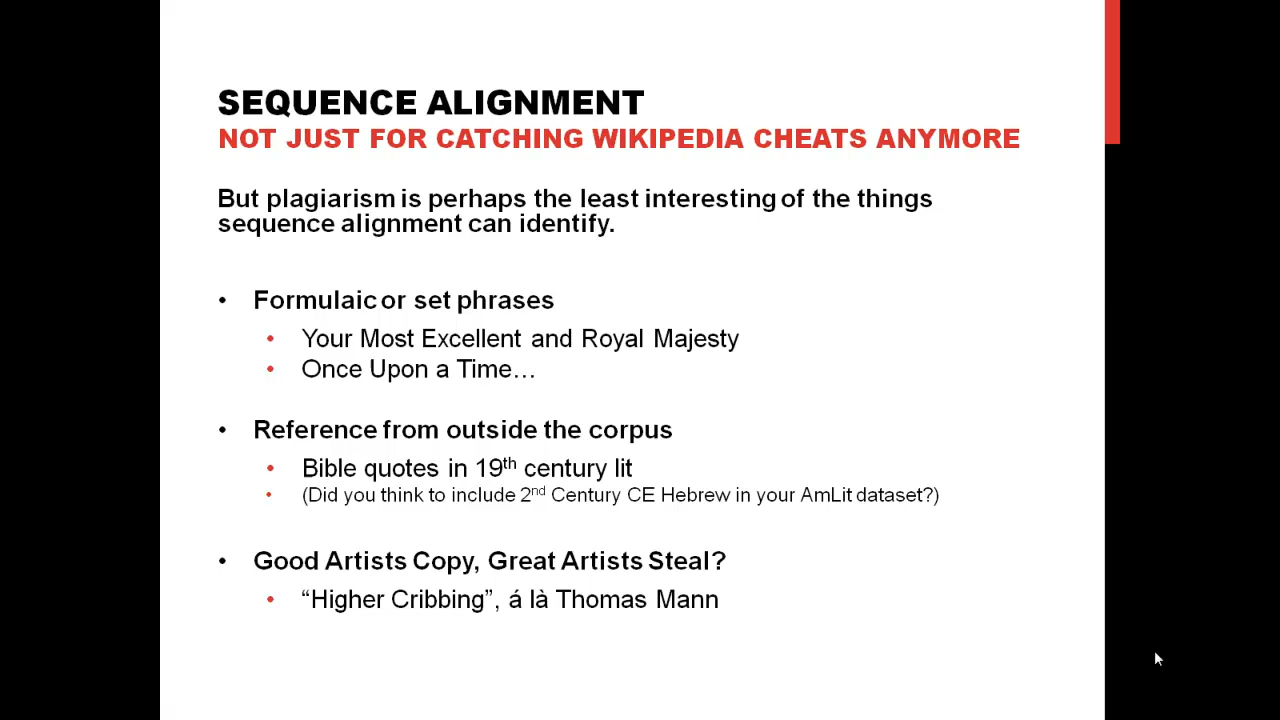 SEQUENCE ALIGNMENT
NOT JUST FOR CATCHING WIKIPEDIA CHEATS ANYMORE
But plagiarism is perhaps the least interesting of the things
sequence alignment can identify.
• Formulaic or set phrases
• Your Most Excellent and Royal Majesty
• Once Upon a Time…
• Reference from outside the corpus
• Bible quotes in 19th century lit
• (Did you think to include 2nd Century CE Hebrew in your AmLit dataset?)
• Good Artists Copy, Great Artists Steal?
• “Higher Cribbing”, á là Thomas Mann